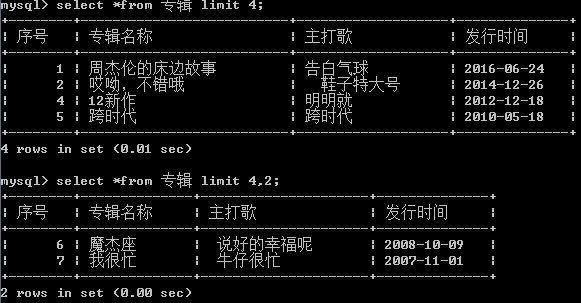 mysql> select *from 专辑 limit 4;
+--------+----------------------+--------------+------------+
| 序号 | 专辑名称 | 主打歌 | 发行时间 |
+--------+----------------------+--------------+------------+
| 1 | 周杰伦的床边故事 | 告白气球 | 2016-06-24
| 2 | 哎呦，不错哦 | 鞋子特大号 | 2014-12-26
| 4 | 12新作 | 明明就 | 2012-12-18
| 5 | 跨时代 | 跨时代 | 2010-05-18
+--------+----------------------+--------------+------------+
4 rows in set (0.01 sec)
mysql> select *from 专辑 limit 4,2;
+--------+--------------+------------------+------------+
| 序号 | 专辑名称 | 主打歌 | 发行时间 |
+--------+--------------+------------------+------------+
| 6 | 魔杰座 | 说好的幸福呢 | 2008-10-09 |
| 7 | 我很忙 | 牛仔很忙 | 2007-11-01 |
+--------+--------------+------------------+------------+
2 rows in set (0.00 sec)